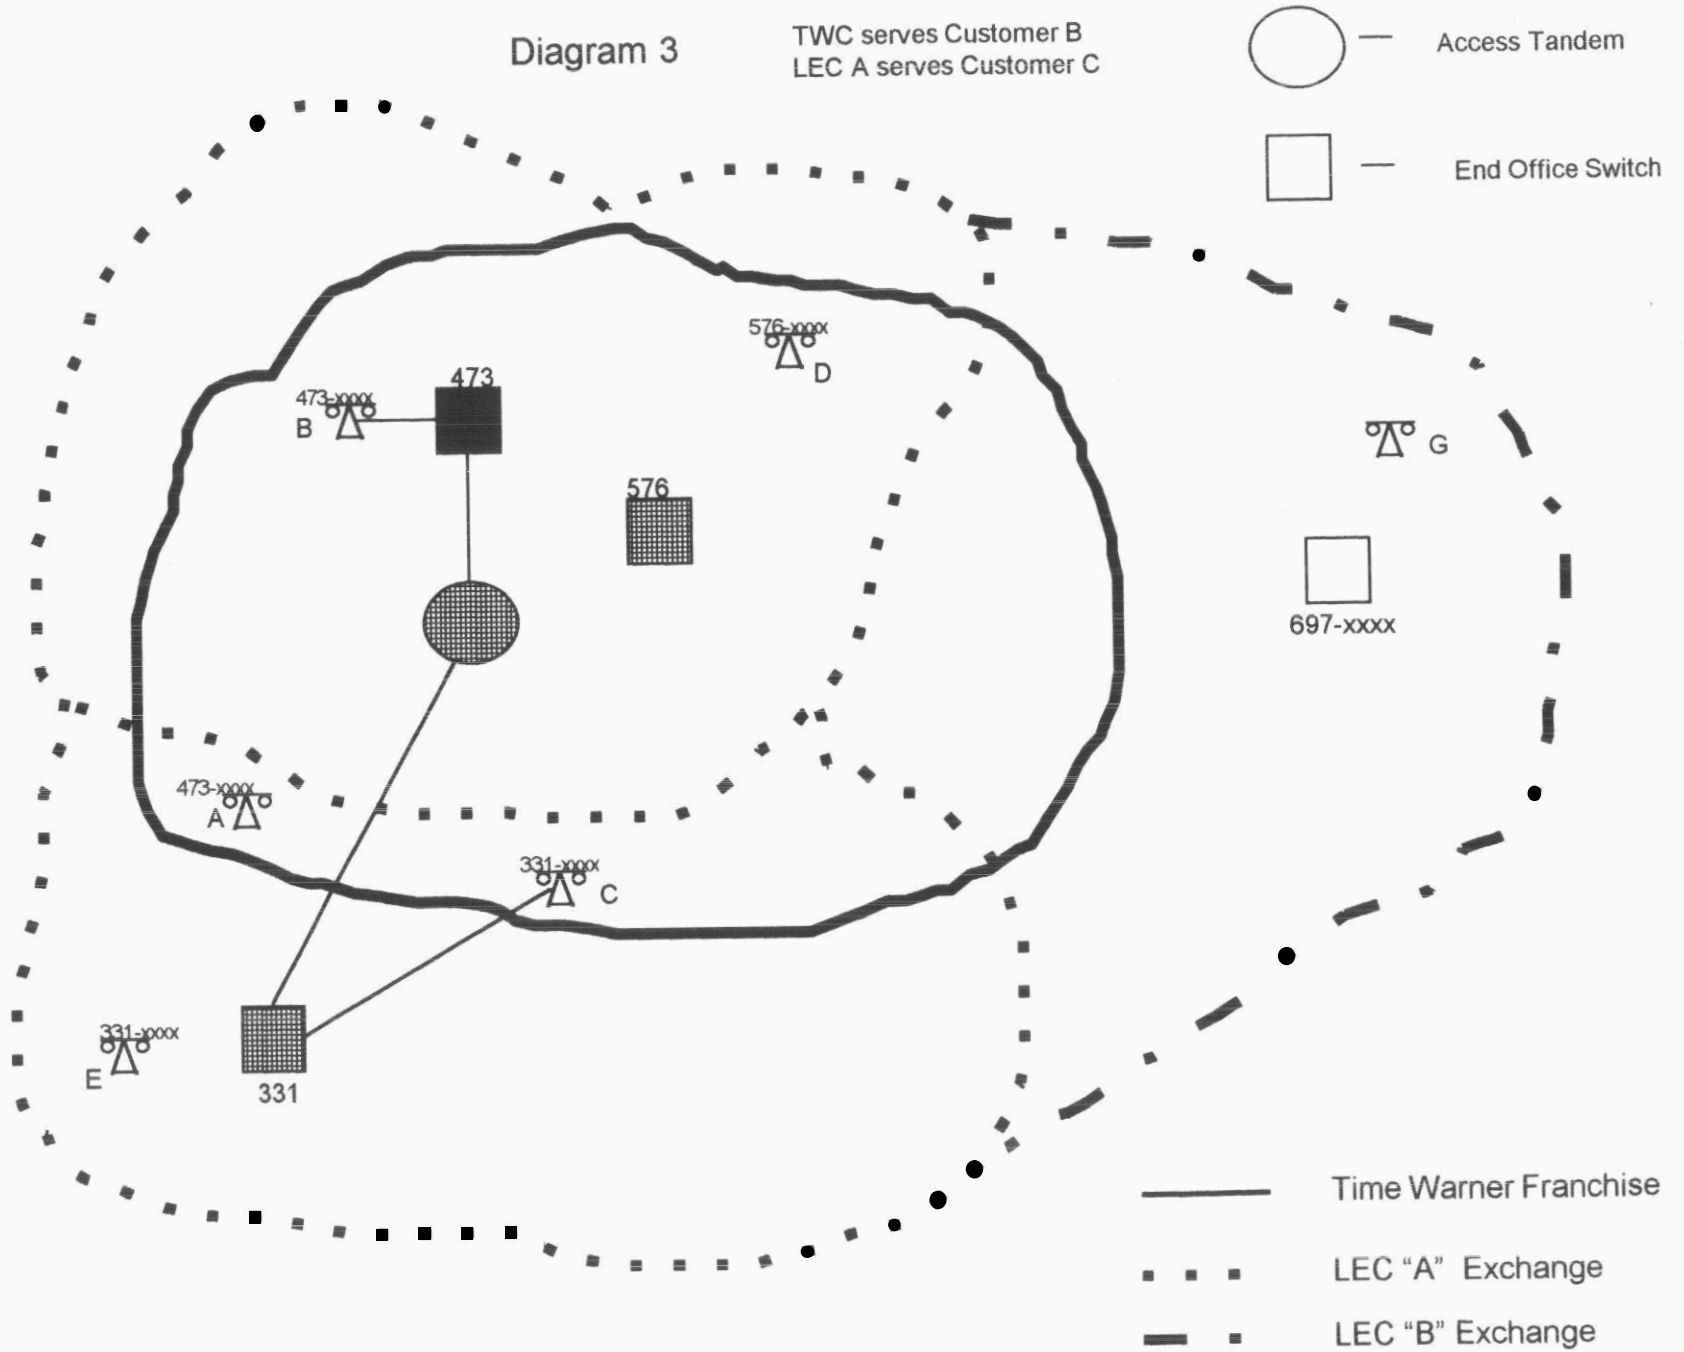 Diagram 3
TWC serves Customer B
LEC A serves Customer C
Access Tandem
End Office Switch
576-xxxx
D
473
473-xxxx
B
G
576
697-xxxx
473-xxxx
A
331-xxxx
C
331-xxxx
E
331
Time Warner Franchise
LEC “A” Exchange
LEC “B” Exchange